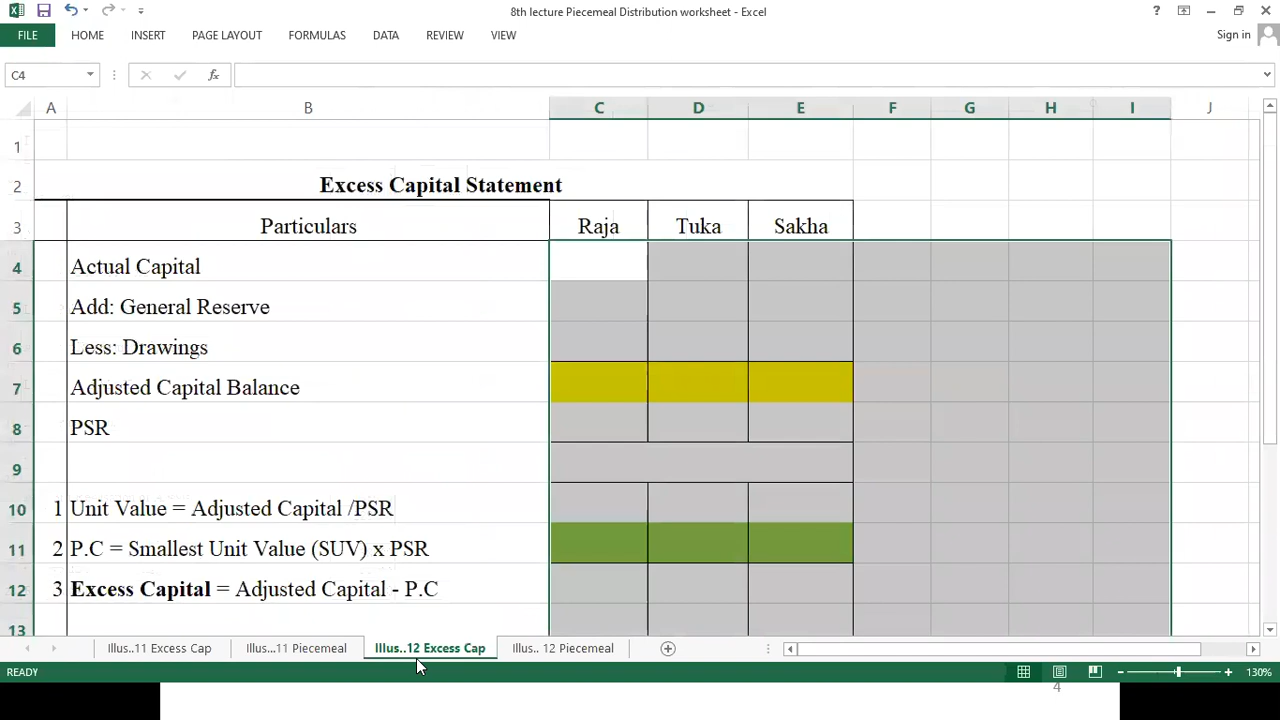 8th lecture Piecemeal Distribution worksheet - Excel
?
FILE HOME INSERT PAGE LAYOUT FORMULAS DATA REVIEW VIEW Sign in
C4 fx
A B C D E F G H I J
1
2 Excess Capital Statement
3 Particulars Raja Tuka Sakha
4 Actual Capital
5 Add: General Reserve
6 Less: Drawings
7 Adjusted Capital Balance
8 PSR
9
10 1 Unit Value = Adjusted Capital /PSR
11 2 P.C = Smallest Unit Value (SUV) x PSR
12 3 Excess Capital = Adjusted Capital - P.C
13
Illus..11 Excess Cap Illus...11 Piecemeal Illus..12 Excess Cap Illus.. 12 Piecemeal
READY 130%
4